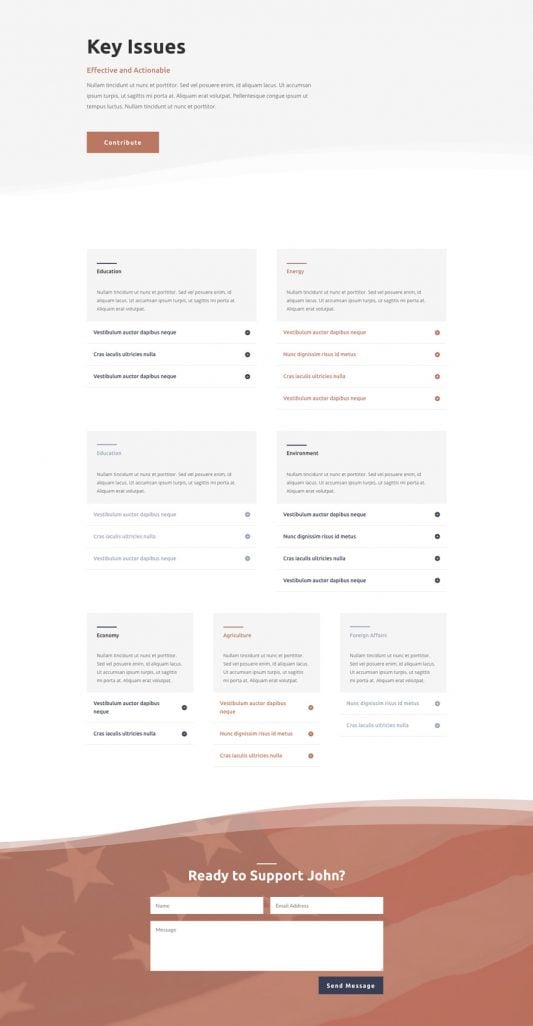 Key Issues
Effective and Actionable
Nullam tincidunt ut nunc et porttitor. Sed vel posuere enim, id aliquam lacus. Ut accumsan
ipsum turpis, ut sagittis mi porta at. Aliquam erat volutpat. Pellentesque congue ipsum ut
tempus luctus. Nullam tincidunt ut nunc et porttitor.
Contribute
Education
Nullam tincidunt ut nunc et porttitor. Sed vel posuere enim, id
aliquam lacus. Ut accumsan ipsum turpis, ut sagittis mi porta at.
Aliquam erat volutpat.
Vestibulum auctor dapibus neque
Cras iaculis ultricies nulla
Vestibulum auctor dapibus neque
Energy
Nullam tincidunt ut nunc et porttitor. Sed vel posuere enim, id
aliquam lacus. Ut accumsan ipsum turpis, ut sagittis mi porta at.
Aliquam erat volutpat.
Vestibulum auctor dapibus neque
Nunc dignissim risus id metus
Cras iaculis ultricies nulla
Vestibulum auctor dapibus neque
Education
Nullam tincidunt ut nunc et porttitor. Sed vel posuere enim, id
aliquam lacus. Ut accumsan ipsum turpis, ut sagittis mi porta at.
Aliquam erat volutpat.
Vestibulum auctor dapibus neque
Cras iaculis ultricies nulla
Vestibulum auctor dapibus neque
Environment
Nullam tincidunt ut nunc et porttitor. Sed vel posuere enim, id
aliquam lacus. Ut accumsan ipsum turpis, ut sagittis mi porta at.
Aliquam erat volutpat.
Vestibulum auctor dapibus neque
Nunc dignissim risus id metus
Cras iaculis ultricies nulla
Vestibulum auctor dapibus neque
Economy
Nullam tincidunt ut nunc et porttitor.
Sed vel posuere enim, id aliquam lacus.
Ut accumsan ipsum turpis, ut sagittis
mi porta at. Aliquam erat volutpat.
Vestibulum auctor dapibus
neque
Cras iaculis ultricies nulla
Agriculture
Nullam tincidunt ut nunc et porttitor.
Sed vel posuere enim, id aliquam lacus.
Ut accumsan ipsum turpis, ut sagittis
mi porta at. Aliquam erat volutpat.
Vestibulum auctor dapibus
neque
Nunc dignissim risus id metus
Cras iaculis ultricies nulla
Foreign Affairs
Nullam tincidunt ut nunc et porttitor.
Sed vel posuere enim, id aliquam lacus.
Ut accumsan ipsum turpis, ut sagittis
mi porta at. Aliquam erat volutpat.
Nunc dignissim risus id metus
Cras iaculis ultricies nulla
Ready to Support John?
Name
Email Address
Message
Send Message